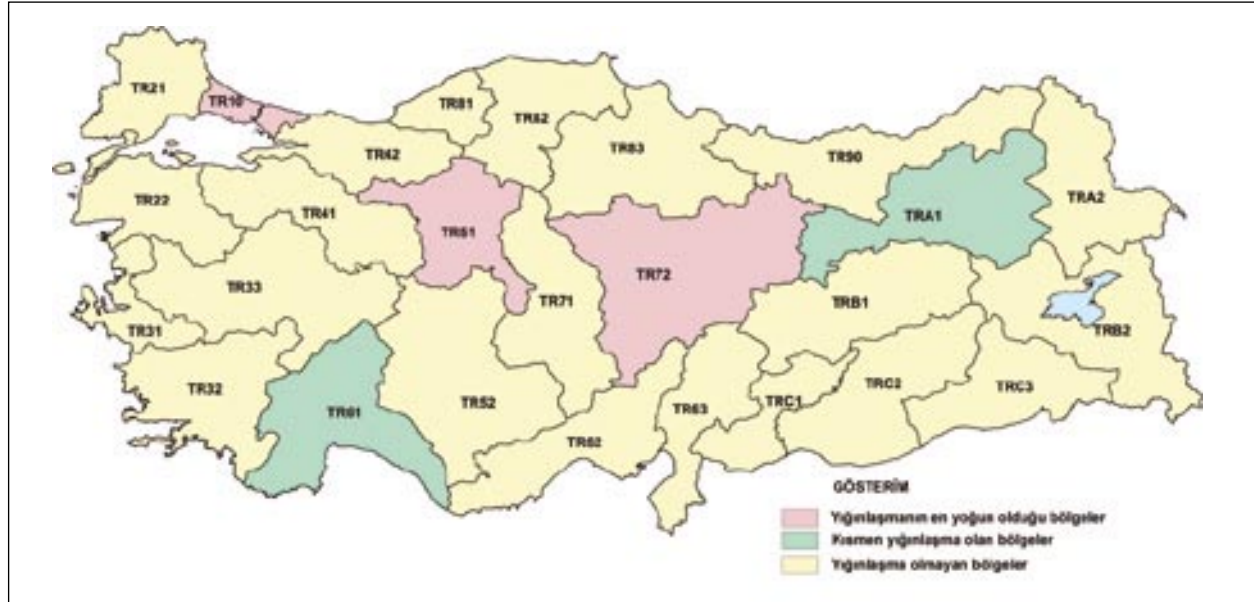 TR21
TR10
TR81
TR82
TR42
TR83
TR90
TRA1
TRA2
TR22
TR41
TR51
TR72
TR33
TR71
TRB1
TRB2
TR31
TR32
TR61
TR52
TR63
TRC1
TRC2
TRC3
TR62
GÖSTERİM
Yığınlaşmanın en yoğun olduğu bölgeler
Kısmen yığınlaşma olan bölgeler
Yığınlaşma olmayan bölgeler